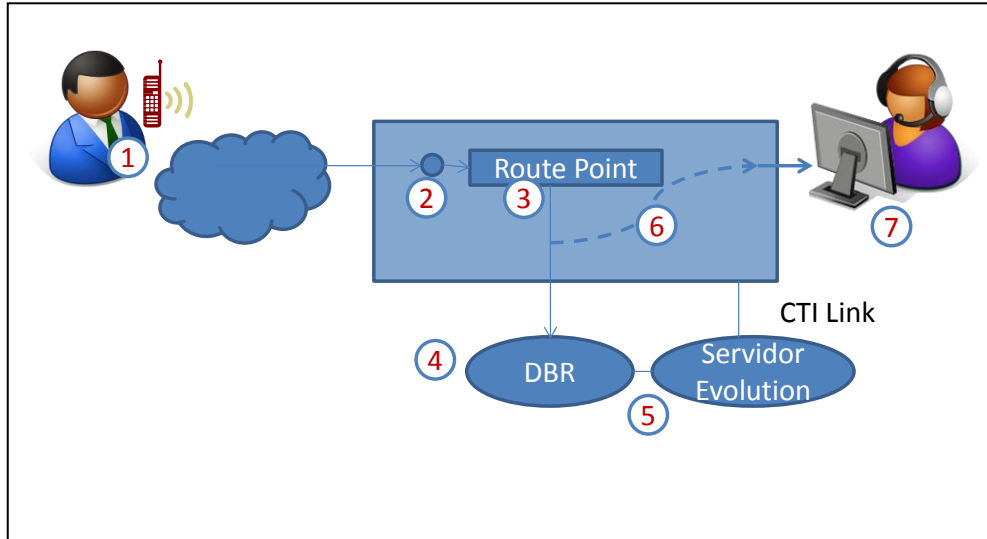 1
2
Route Point
3
6
7
CTI Link
4
DBR
Servidor
Evolution
5